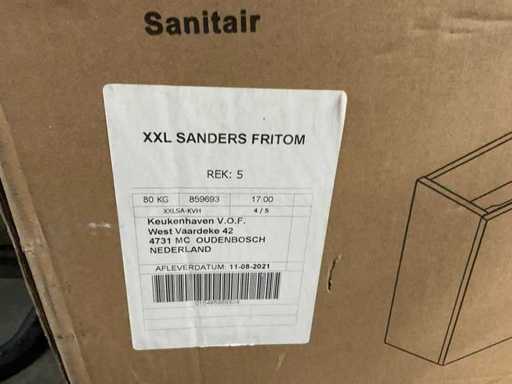 Sanitair
XXL SANDERS FRITOM
REK: 5
80 KG 859693 17.00
XXLSA-KVH 4 / 5
Keukenhaven V.O.F.
West Vaardeke 42
4731 MC OUDENBOSCH
NEDERLAND
AFLEVERDATUM: 11-08-2021